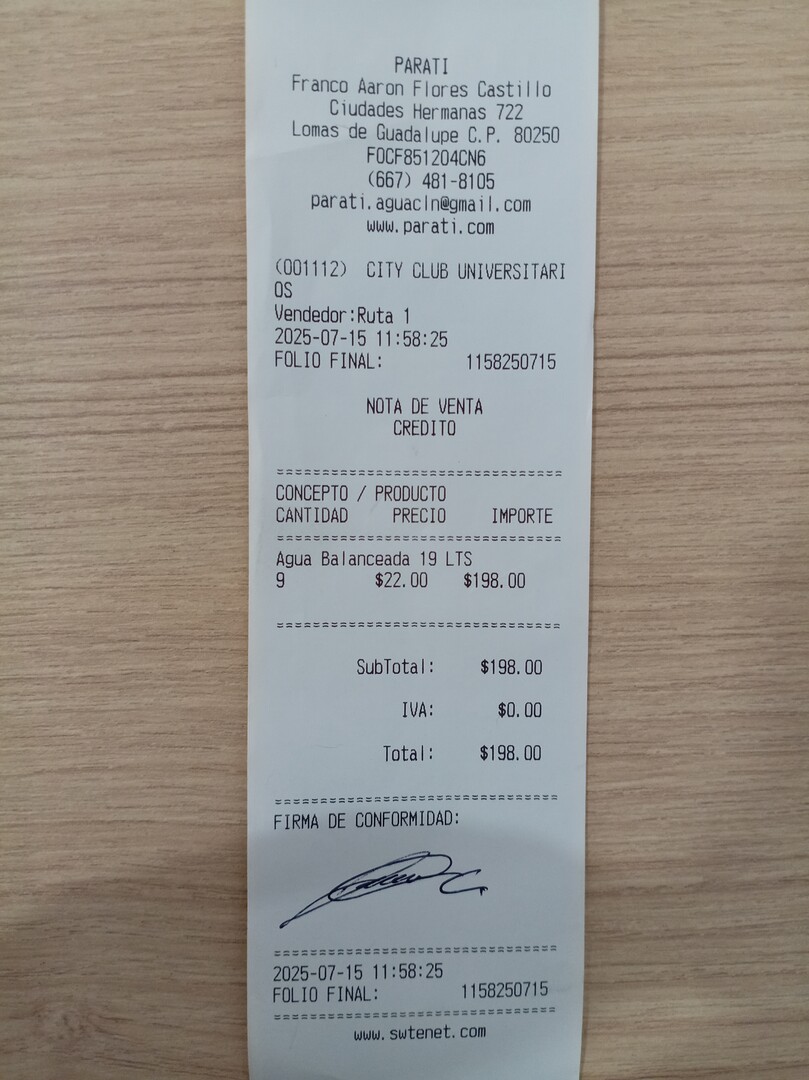 PARATI
Franco Aaron Flores Castillo
Ciudades Hermanas 722
Lomas de Guadalupe C.P. 80250
FOCF851204CN6
(667) 481-8105
parati.aguacln@gmail.com
www.parati.com
(001112) CITY CLUB UNIVERSITARI
OS
Vendedor:Ruta 1
2025-07-15 11:58:25
FOLIO FINAL: 1158250715
NOTA DE VENTA
CREDITO
================================
CONCEPTO / PRODUCTO
CANTIDAD PRECIO IMPORTE
================================
Agua Balanceada 19 LTS
9 $22.00 $198.00
================================
SubTotal: $198.00
IVA: $0.00
Total: $198.00
================================
FIRMA DE CONFORMIDAD:
================================
2025-07-15 11:58:25
FOLIO FINAL: 1158250715
================================
www.swtenet.com